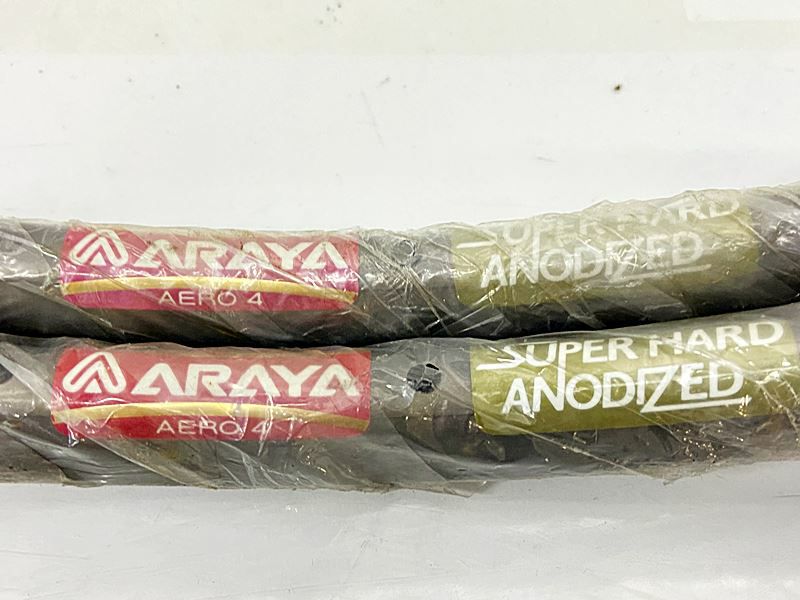 ARAYA
AERO 4
SUPER HARD
ANODIZED
ARAYA
AERO 4
SUPER HARD
ANODIZED